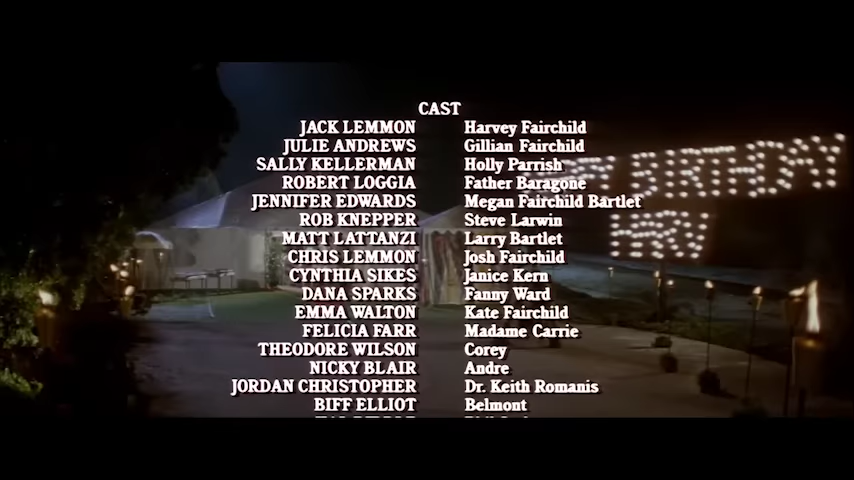 CAST
JACK LEMMON Harvey Fairchild
JULIE ANDREWS Gillian Fairchild
SALLY KELLERMAN Holly Parrish
ROBERT LOGGIA Father Baragone
JENNIFER EDWARDS Megan Fairchild Bartlet
ROB KNEPPER Steve Larwin
MATT LATTANZI Larry Bartlet
CHRIS LEMMON Josh Fairchild
CYNTHIA SIKES Janice Kern
DANA SPARKS Fanny Ward
EMMA WALTON Kate Fairchild
FELICIA FARR Madame Carrie
THEODORE WILSON Corey
NICKY BLAIR Andre
JORDAN CHRISTOPHER Dr. Keith Romanis
BIFF ELLIOT Belmont
BIRTHDAY